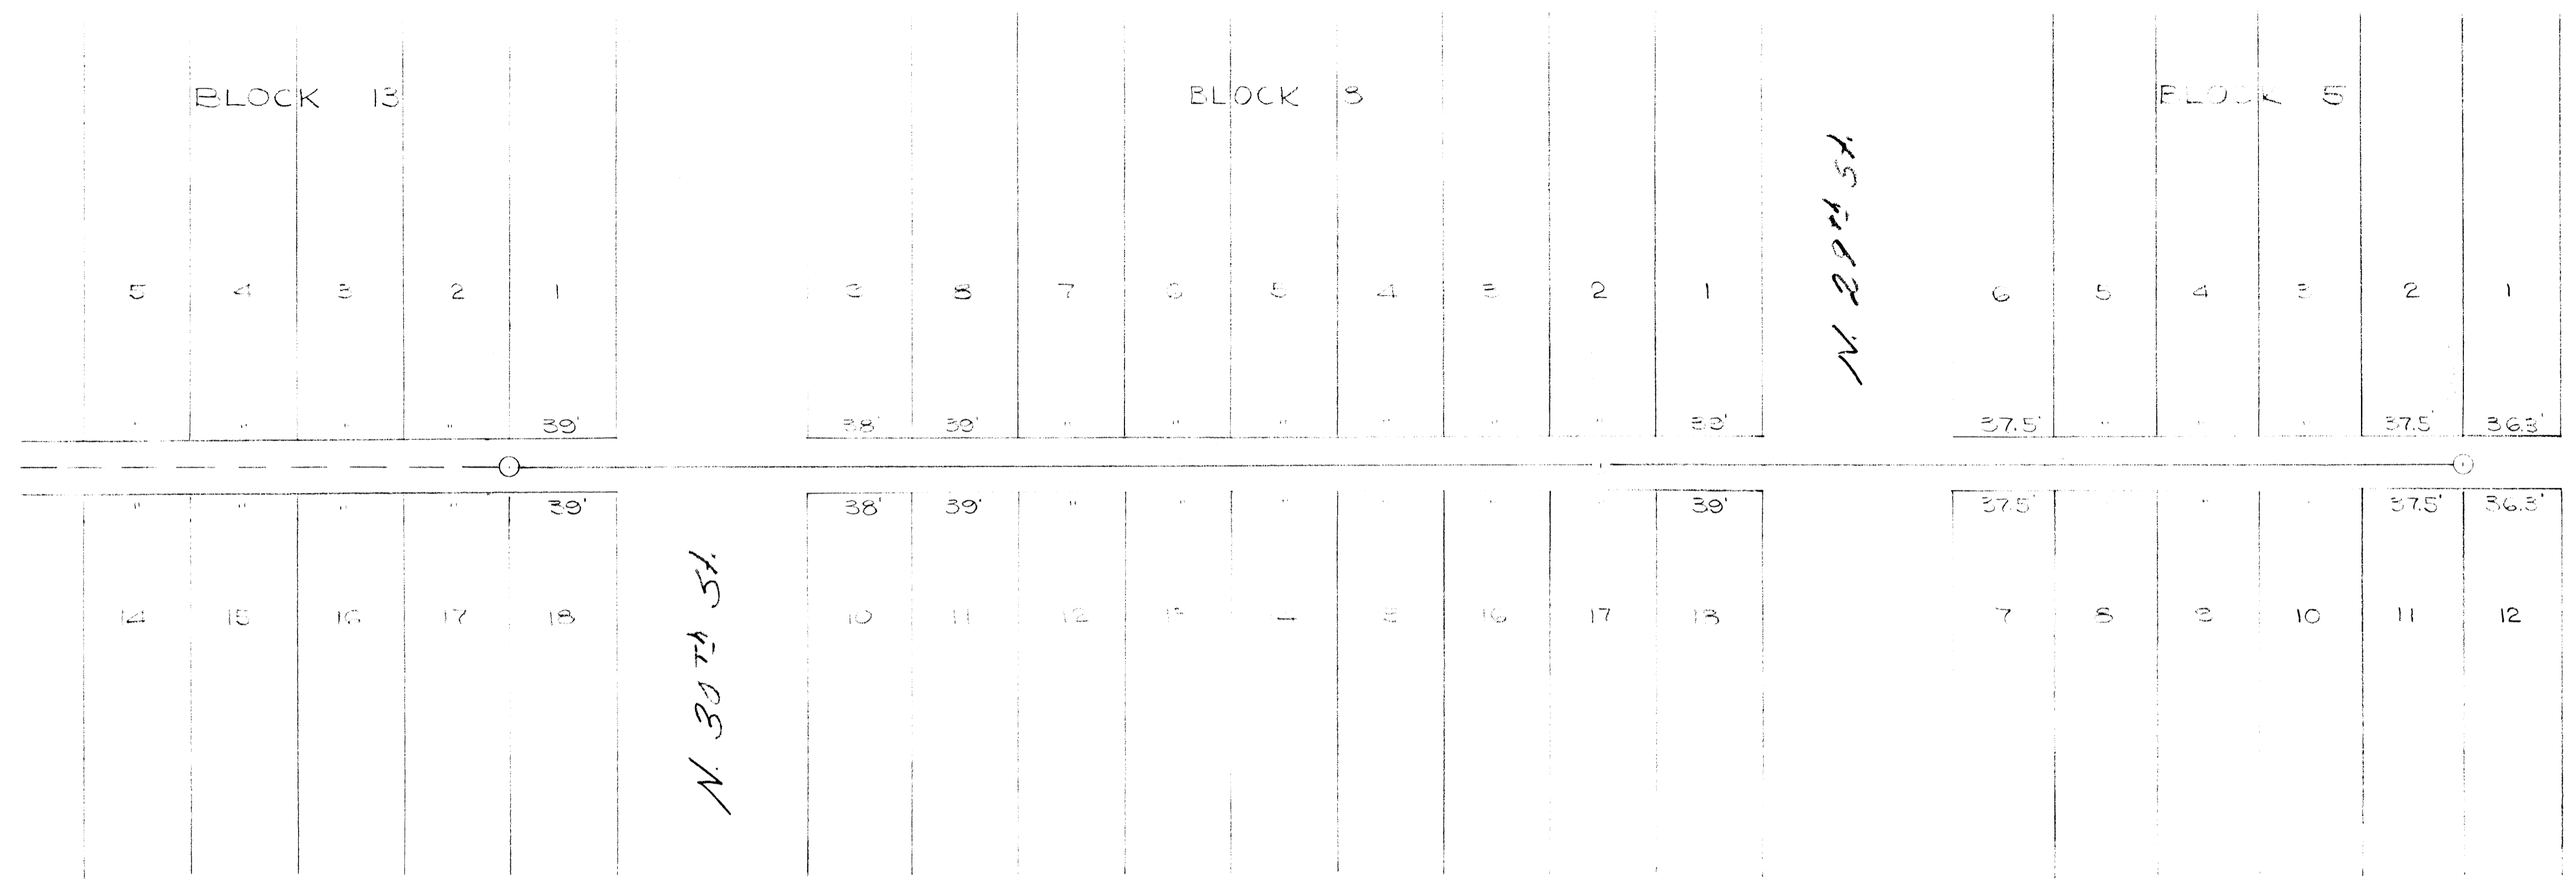 BLOCK 13
BLOCK 8
BLOCK 5
N. 29th St.
5 4 3 2 1
9 8 7 6 5 4 3 2 1
6 5 4 3 2 1
" " " " 39'
38' 39' " " " " " " 39'
37.5' " " " 37.5' 36.3'
" " " " 39'
38' 39' " " " " " " 39'
37.5' " " " 37.5' 36.3'
N. 30th St.
14 15 16 17 18
10 11 12 13 16 17 18
7 8 9 10 11 12